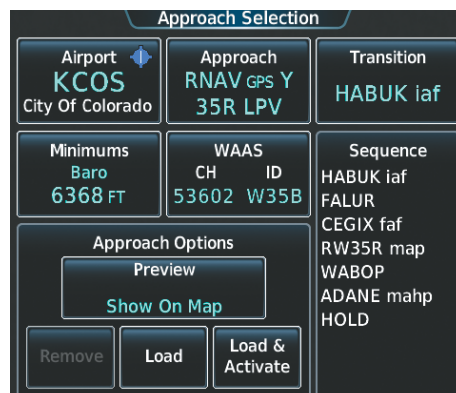 Approach Selection
Airport
KCOS
City Of Colorado
Approach
RNAV GPS Y
35R LPV
Transition
HABUK iaf
Minimums
Baro
6368 FT
WAAS
CH ID
53602 W35B
Sequence
HABUK iaf
FALUR
CEGIX faf
RW35R map
WABOP
ADANE mahp
HOLD
Approach Options
Preview
Show On Map
Remove
Load
Load &
Activate